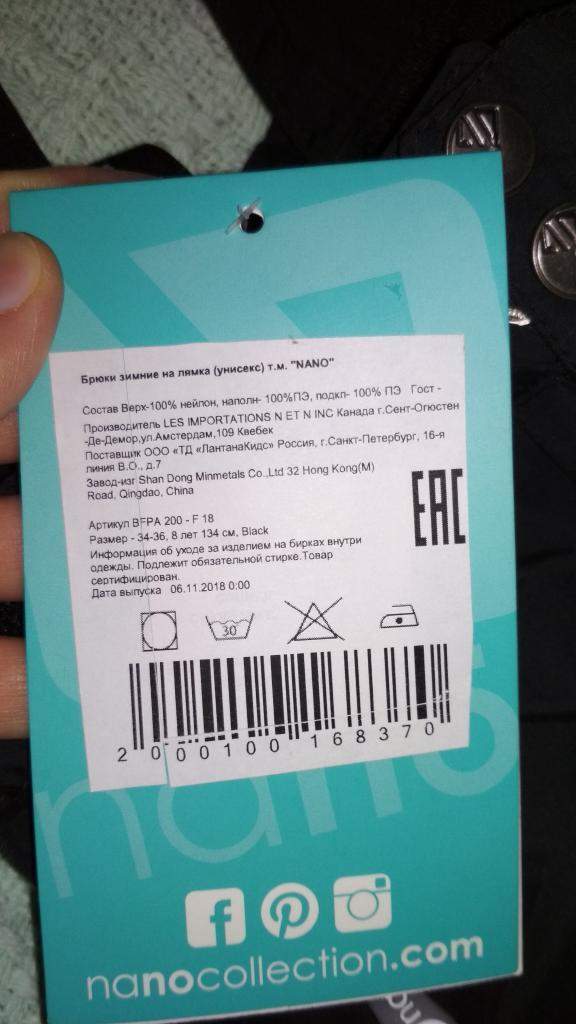 Брюки зимние на лямка (унисекс) т.м. "NANO"
Состав Верх-100% нейлон, наполн- 100%ПЭ, подкл- 100% ПЭ Гост -
Производитель LES IMPORTATIONS N ET N INC Канада г.Сент-Огюстен
-Де-Демор,ул.Амстердам,109 Квебек
Поставщик ООО «ТД «ЛантанаКидс» Россия, г.Санкт-Петербург, 16-я
линия В.О., д.7
Завод-изг Shan Dong Minmetals Co.,Ltd 32 Hong Kong(M)
Road, Qingdao, China
EAC
Артикул BFPA 200 - F 18
Размер - 34-36, 8 лет 134 см, Black
Информация об уходе за изделием на бирках внутри
одежды. Подлежит обязательной стирке.Товар
сертифицирован.
Дата выпуска 06.11.2018 0:00
30
2 000100 168370
nano
nanocollection.com